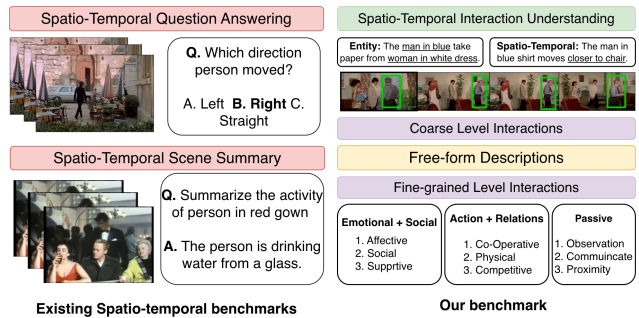 Spatio-Temporal Question Answering
Q. Which direction
person moved?
A. Left B. Right C.
Straight
Spatio-Temporal Scene Summary
Q. Summarize the activity
of person in red gown
A. The person is drinking
water from a glass.
Existing Spatio-temporal benchmarks
Spatio-Temporal Interaction Understanding
Entity: The man in blue take
paper from woman in white dress.
Spatio-Temporal: The man in
blue shirt moves closer to chair.
Coarse Level Interactions
Free-form Descriptions
Fine-grained Level Interactions
Emotional + Social
1. Affective
2. Social
3. Supprtive
Action + Relations
1. Co-Operative
2. Physical
3. Competitive
Passive
1. Observation
2. Commuincate
3. Proximity
Our benchmark